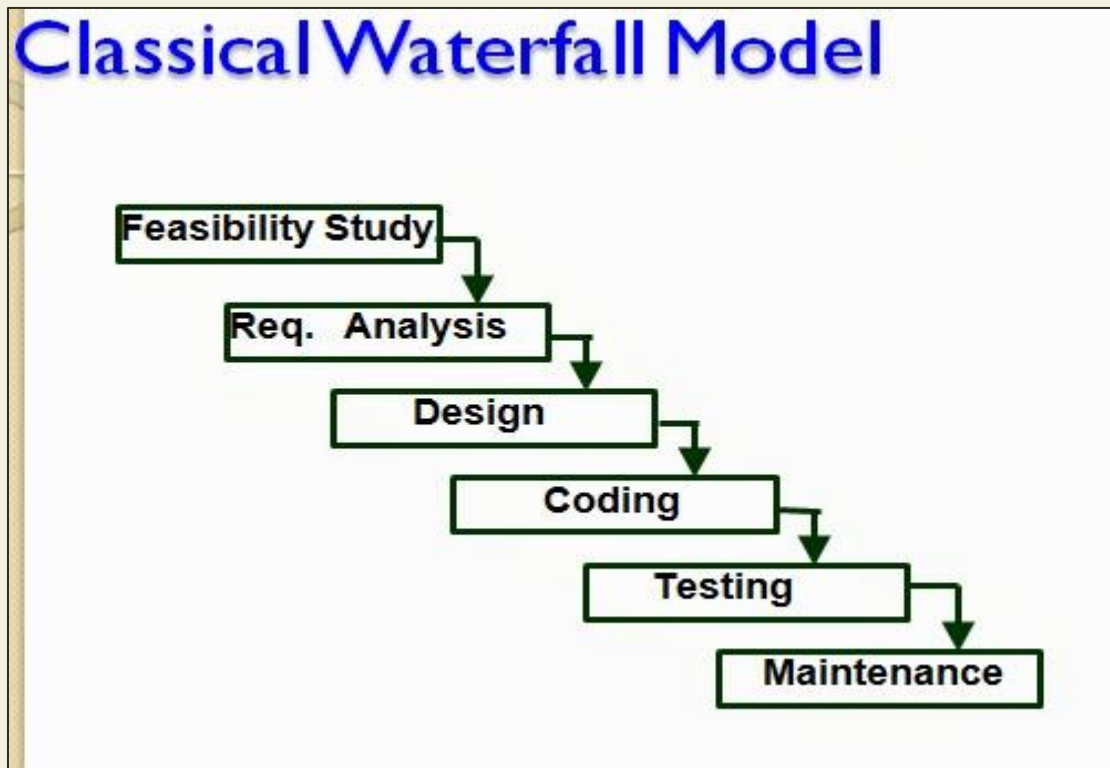 Classical Waterfall Model
Feasibility Study
Req. Analysis
Design
Coding
Testing
Maintenance